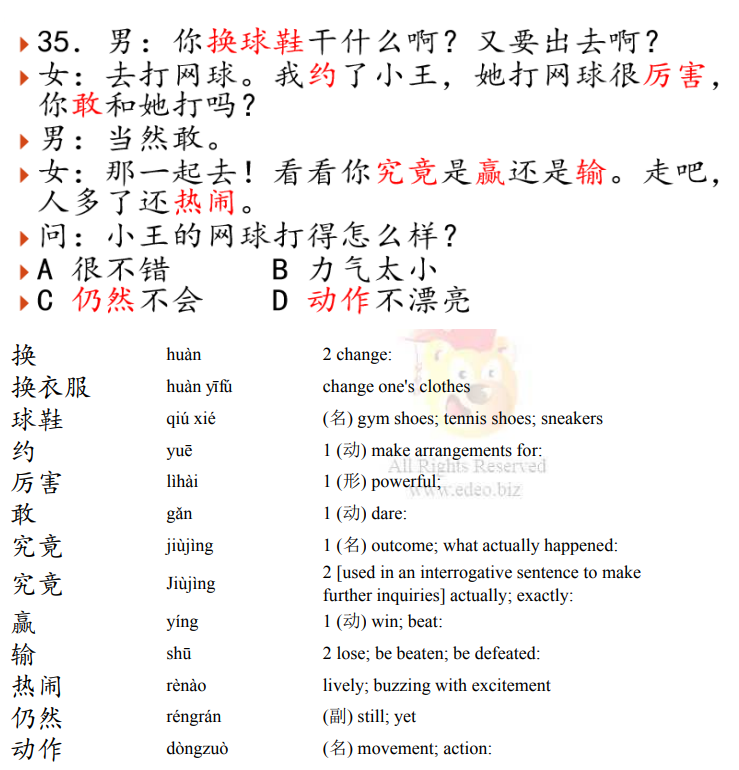 35. 男：你换球鞋干什么啊？又要出去啊？
女：去打网球。我约了小王，她打网球很厉害，
你敢和她打吗？
男：当然敢。
女：那一起去！看看你究竟是赢还是输。走吧，
人多了还热闹。
问：小王的网球打得怎么样？
A 很不错 B 力气太小
C 仍然不会 D 动作不漂亮
换 huàn 2 change:
换衣服 huàn yīfǔ change one's clothes
球鞋 qiú xié (名) gym shoes; tennis shoes; sneakers
约 yuē 1 (动) make arrangements for:
厉害 lìhài 1 (形) powerful;
敢 gǎn 1 (动) dare:
究竟 jiùjìng 1 (名) outcome; what actually happened:
究竟 Jiùjìng 2 [used in an interrogative sentence to make
further inquiries] actually; exactly:
赢 yíng 1 (动) win; beat:
输 shū 2 lose; be beaten; be defeated:
热闹 rènào lively; buzzing with excitement
仍然 réngrán (副) still; yet
动作 dòngzuò (名) movement; action:
All Rights Reserved
www.edeo.biz